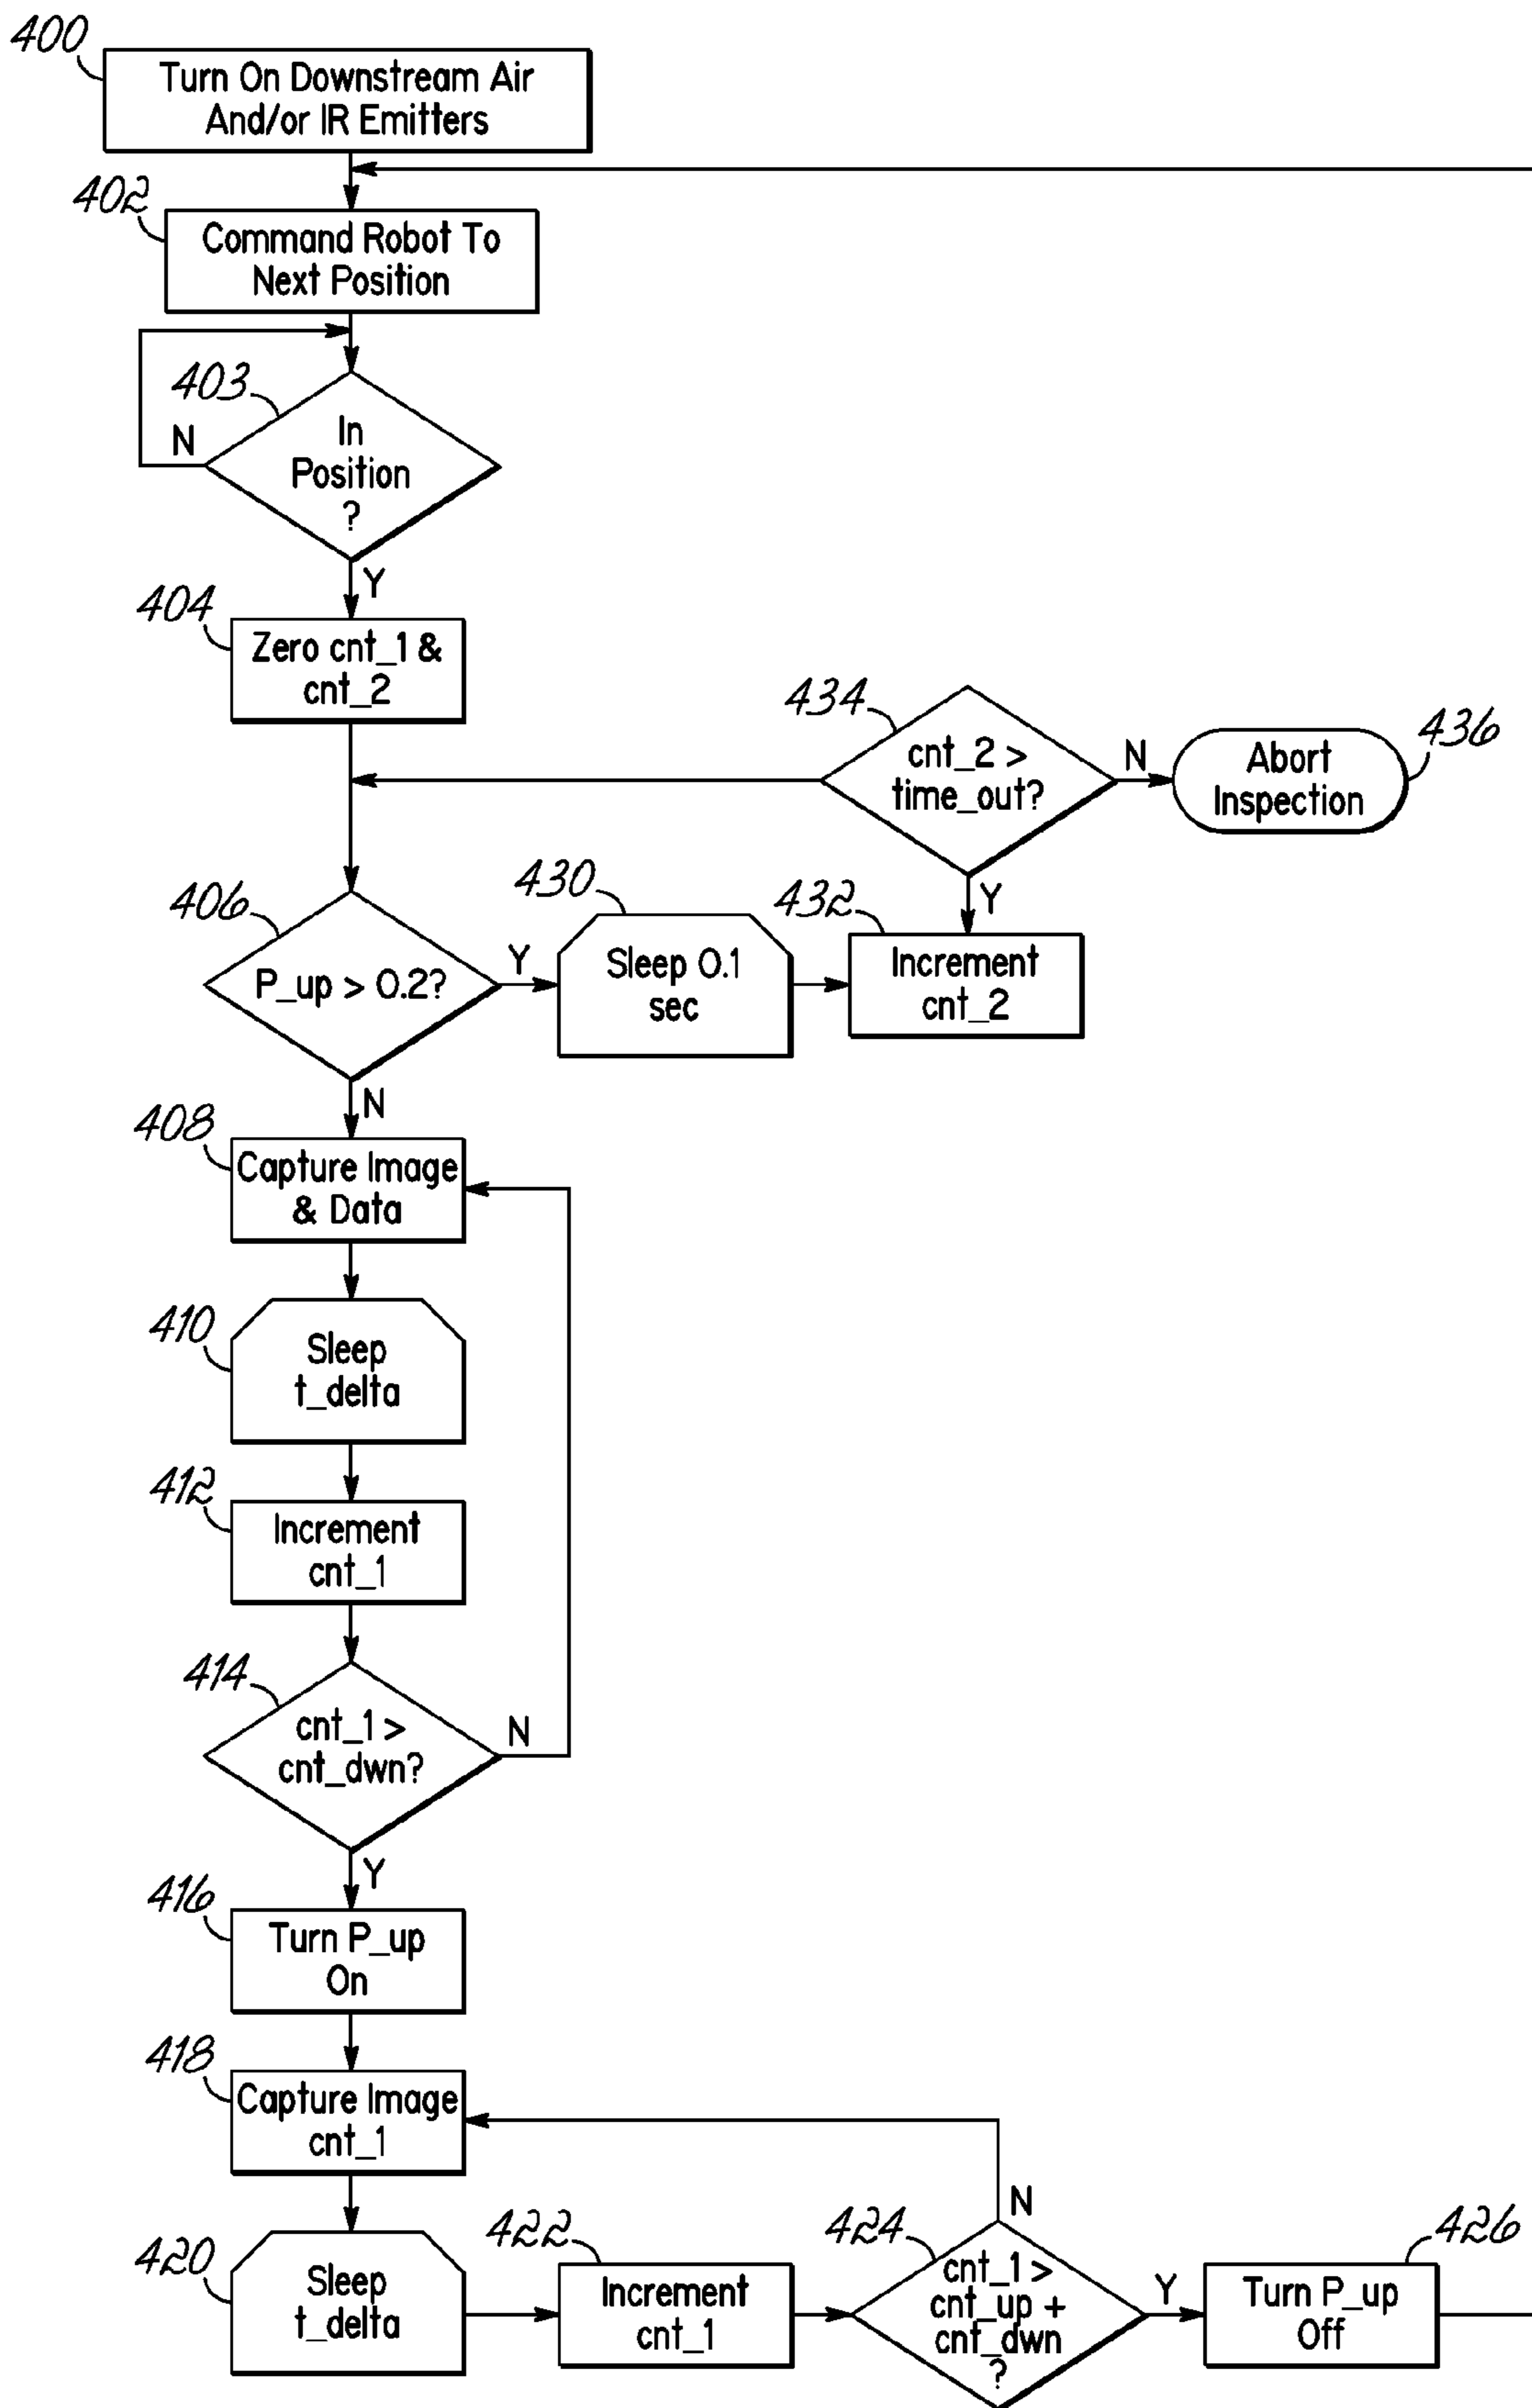 400
Turn On Downstream Air
And/or IR Emitters
402
Command Robot To
Next Position
403
N
In
Position
?
Y
404
Zero cnt_1 &
cnt_2
434
cnt_2 >
time_out?
N
Abort
Inspection
436
Y
406
P_up > 0.2?
Y
430
Sleep 0.1
sec
432
Increment
cnt_2
N
408
Capture Image
& Data
410
Sleep
t_delta
412
Increment
cnt_1
414
cnt_1 >
cnt_dwn?
N
Y
416
Turn P_up
On
418
Capture Image
cnt_1
420
Sleep
t_delta
422
Increment
cnt_1
424
N
cnt_1 >
cnt_up +
cnt_dwn
?
Y
426
Turn P_up
Off